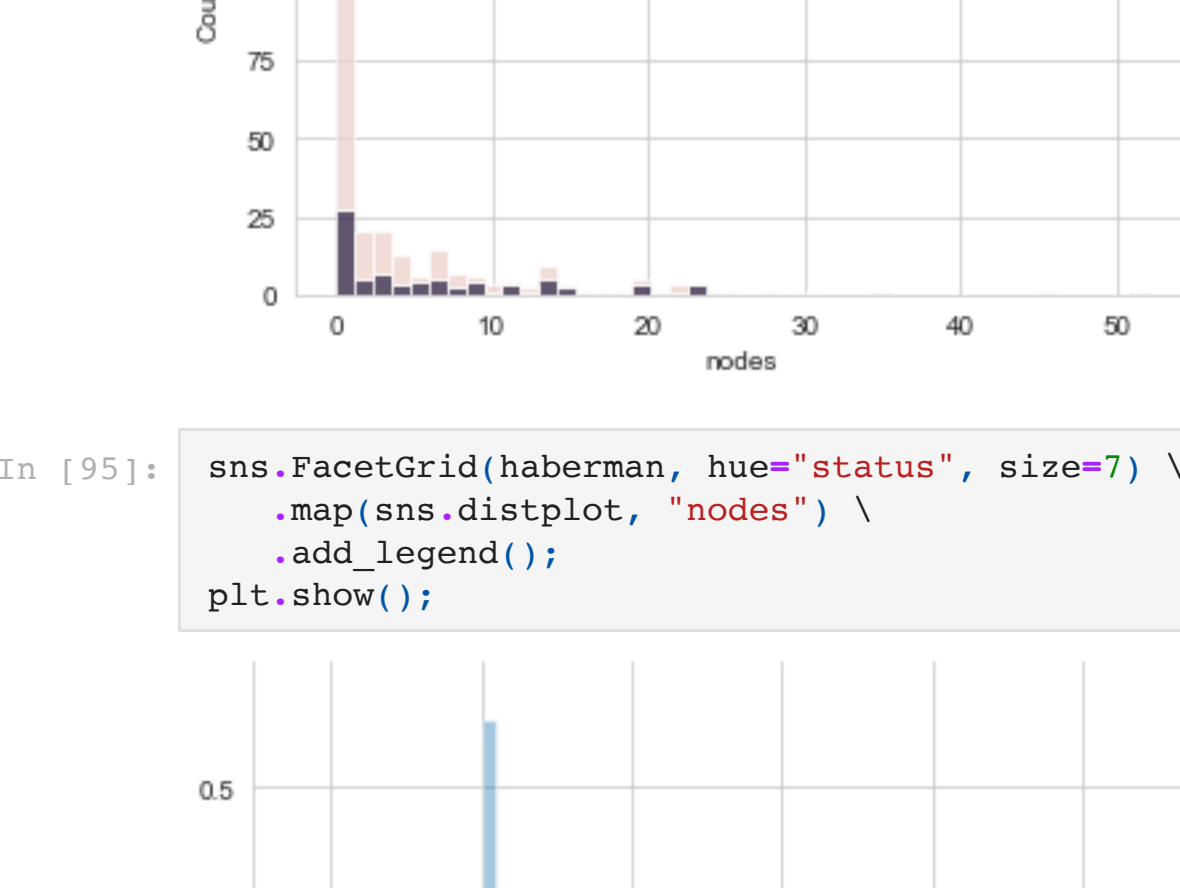 Cou
75
50
25
0
0 10 20 30 40 50
nodes
In [95]:
sns.FacetGrid(haberman, hue="status", size=7) \
.map(sns.distplot, "nodes") \
.add_legend();
plt.show();
0.5